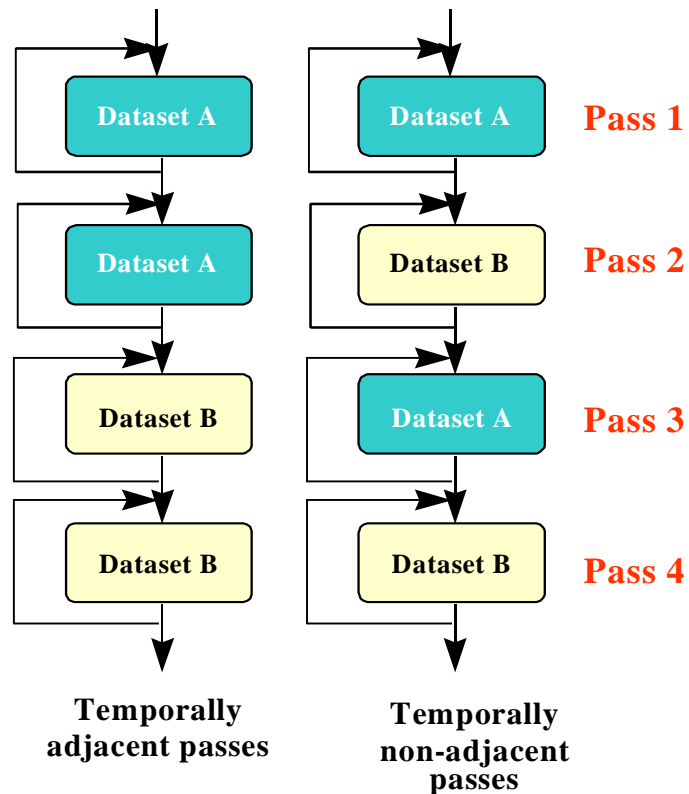 Dataset A
Dataset A
Pass 1
Dataset A
Dataset B
Pass 2
Dataset B
Dataset A
Pass 3
Dataset B
Dataset B
Pass 4
Temporally
adjacent passes
Temporally
non-adjacent
passes